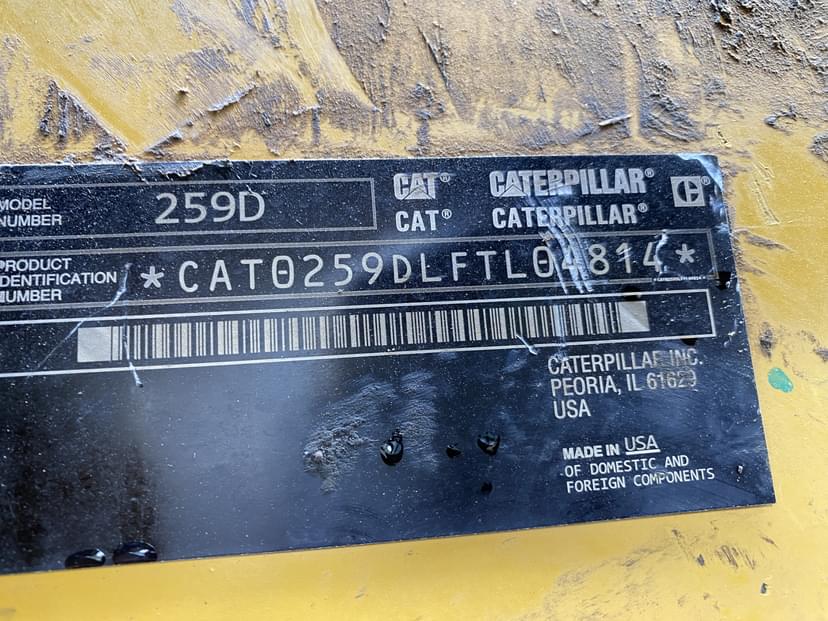 MODEL
NUMBER
259D
CAT® CATERPILLAR®
CAT® CATERPILLAR®
PRODUCT
IDENTIFICATION
NUMBER
*CAT0259DLFTL04814*
CATERPILLAR INC.
PEORIA, IL 61629
USA
MADE IN USA
OF DOMESTIC AND
FOREIGN COMPONENTS